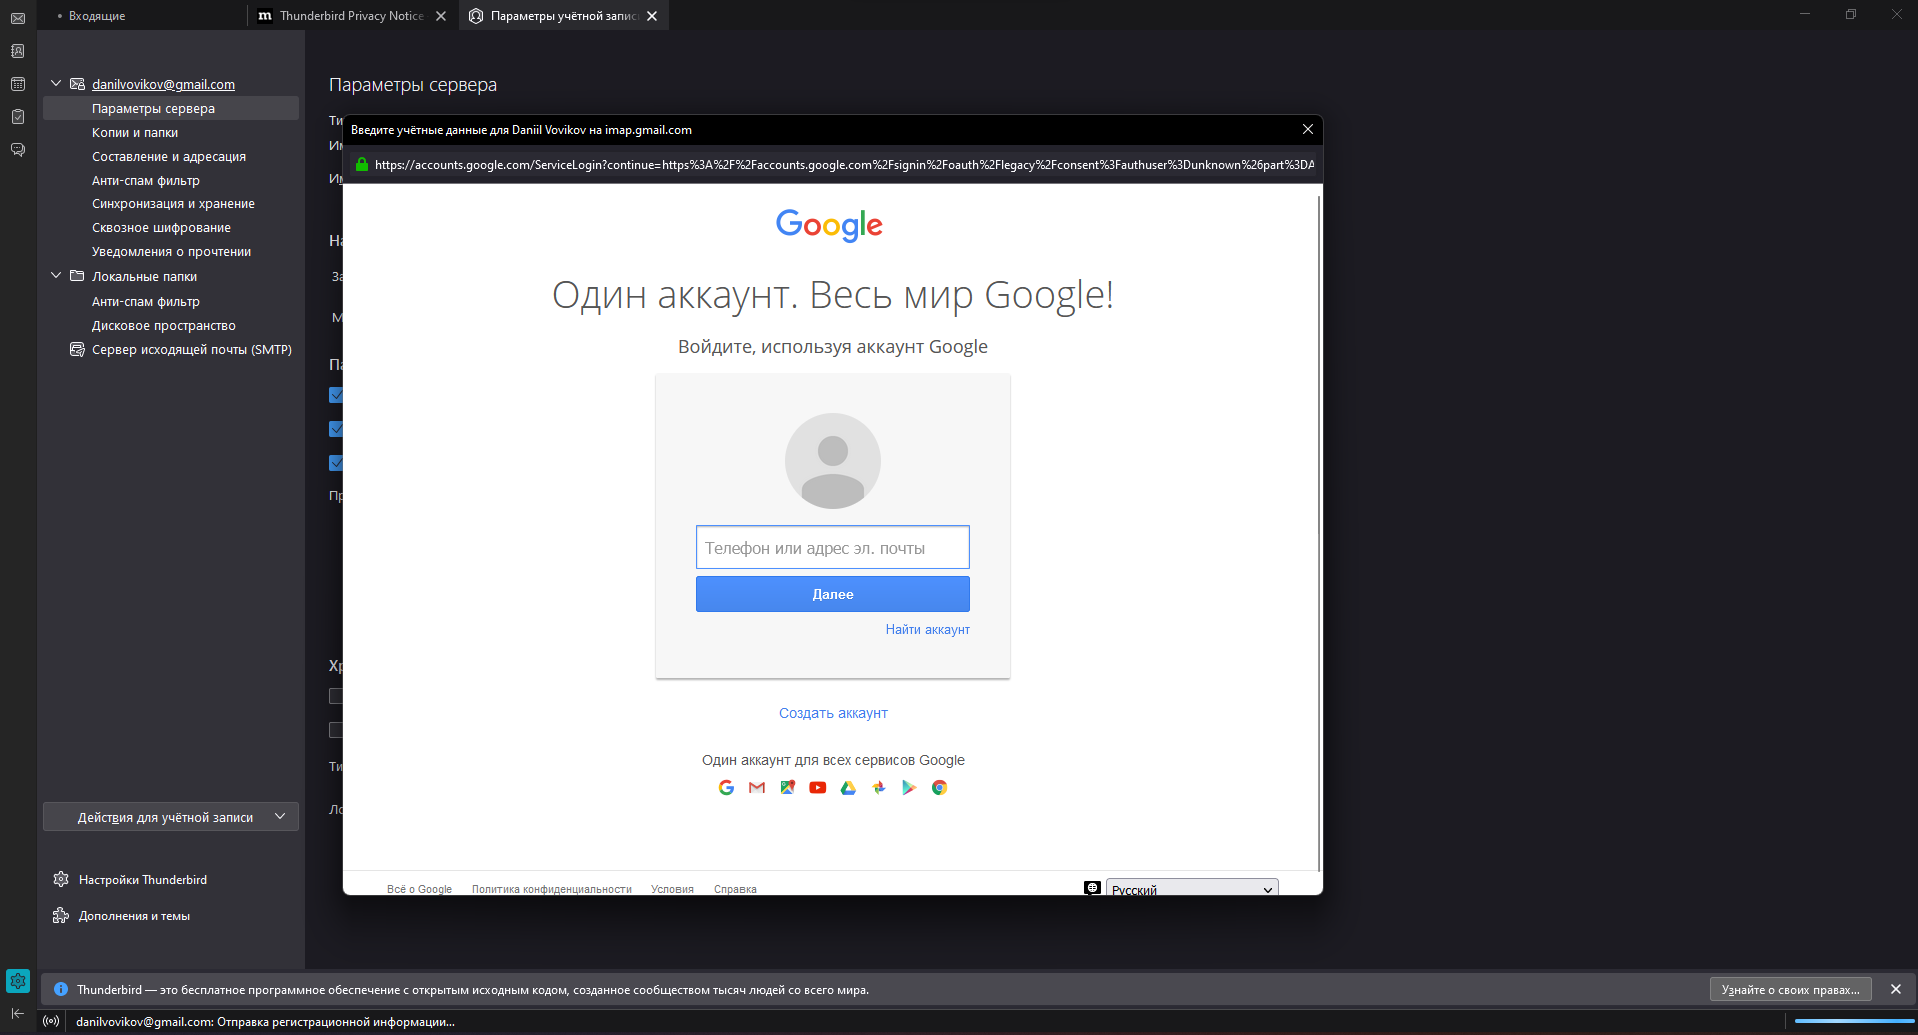 Входящие
Thunderbird Privacy Notice
Параметры учётной запис
danilvovikov@gmail.com
Параметры сервера
Копии и папки
Составление и адресация
Анти-спам фильтр
Синхронизация и хранение
Сквозное шифрование
Уведомления о прочтении
Локальные папки
Анти-спам фильтр
Дисковое пространство
Сервер исходящей почты (SMTP)
Действия для учётной записи
Настройки Thunderbird
Дополнения и темы
Параметры сервера
Введите учётные данные для Daniil Vovikov на imap.gmail.com
https://accounts.google.com/ServiceLogin?continue=https%3A%2F%2Faccounts.google.com%2Fsignin%2Foauth%2Flegacy%2Fconsent%3Fauthuser%3Dunknown%26part%3DA
Google
Один аккаунт. Весь мир Google!
Войдите, используя аккаунт Google
Телефон или адрес эл. почты
Далее
Найти аккаунт
Создать аккаунт
Один аккаунт для всех сервисов Google
Всё о Google Политика конфиденциальности Условия Справка
Русский
Thunderbird — это бесплатное программное обеспечение с открытым исходным кодом, созданное сообществом тысяч людей со всего мира.
Узнайте о своих правах...
danilvovikov@gmail.com: Отправка регистрационной информации...